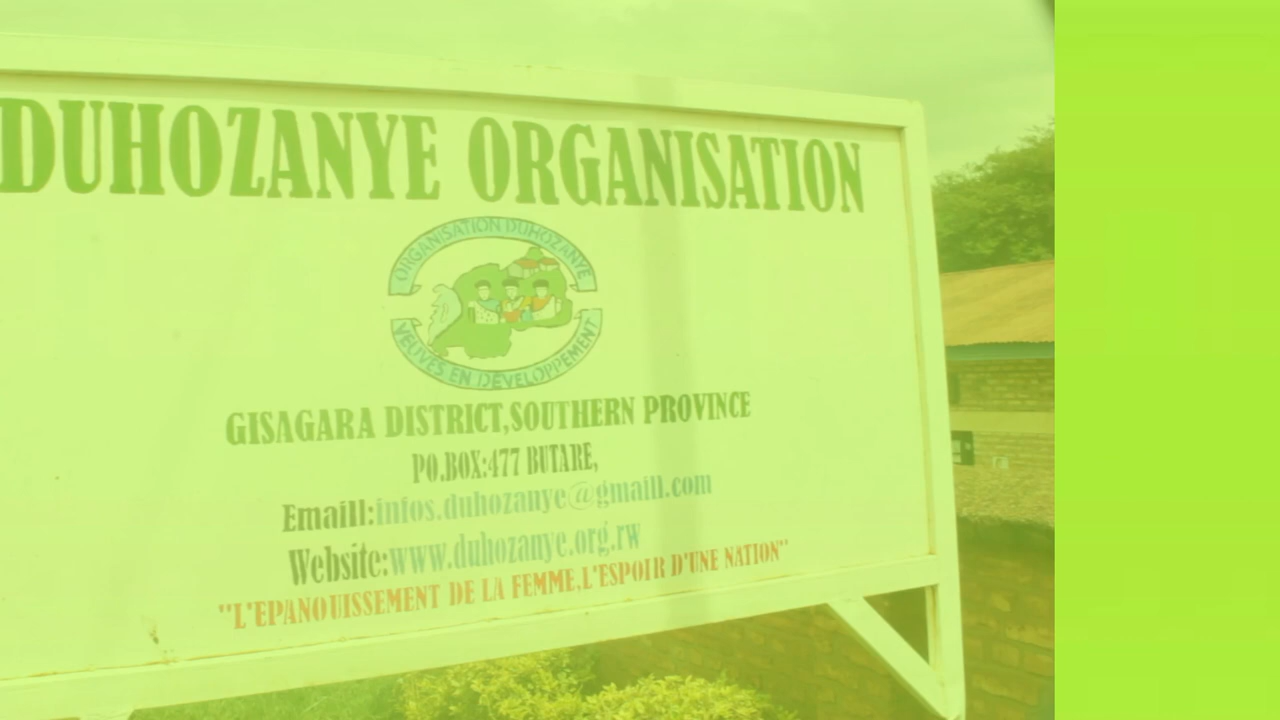 DUHOZANYE ORGANISATION
ORGANISATION DUHOZANYE
VEUVES EN DÉVELOPPEMENT
GISAGARA DISTRICT,SOUTHERN PROVINCE
PO.BOX:477 BUTARE,
Emaill:infos.duhozanye@gmaill.com
Website:www.duhozanye.org.rw
"L'EPANOUISSEMENT DE LA FEMME,L'ESPOIR D'UNE NATION"